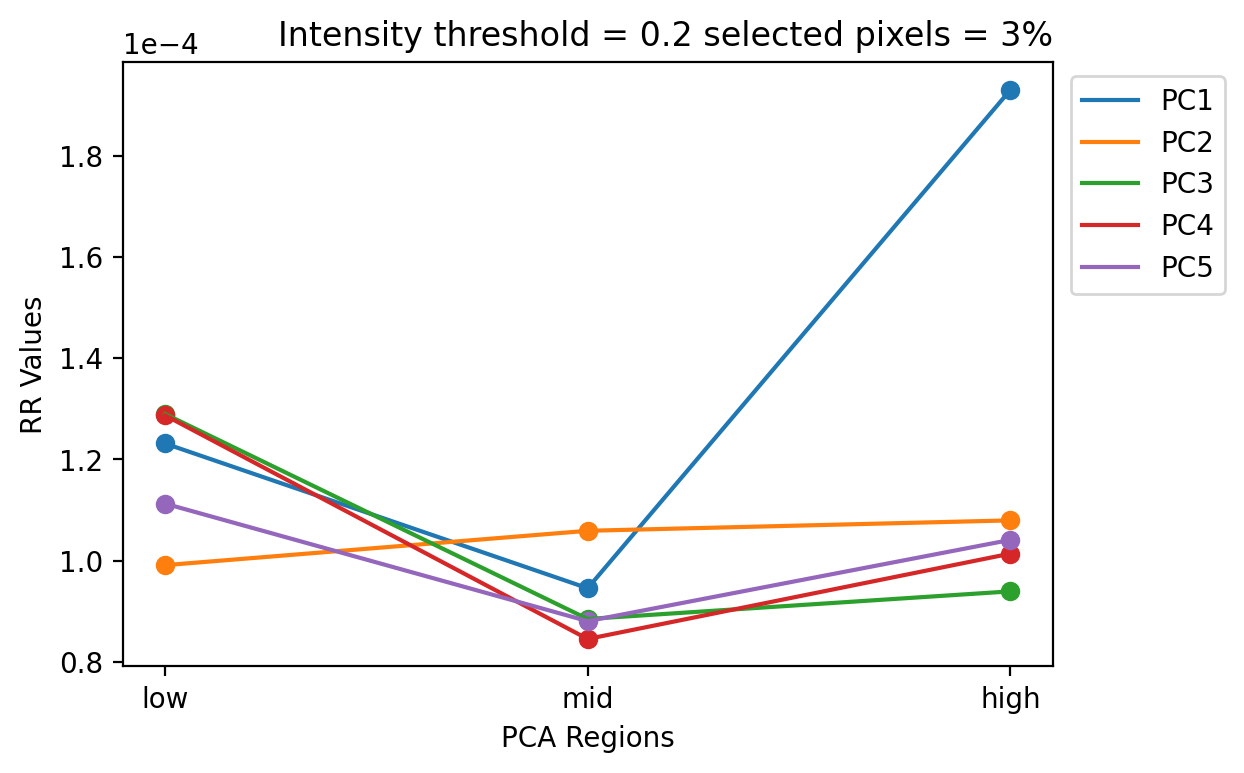 Intensity threshold = 0.2 selected pixels = 3%
1e−4
1.8
1.6
1.4
1.2
1.0
0.8
RR Values
low
mid
high
PCA Regions
PC1
PC2
PC3
PC4
PC5